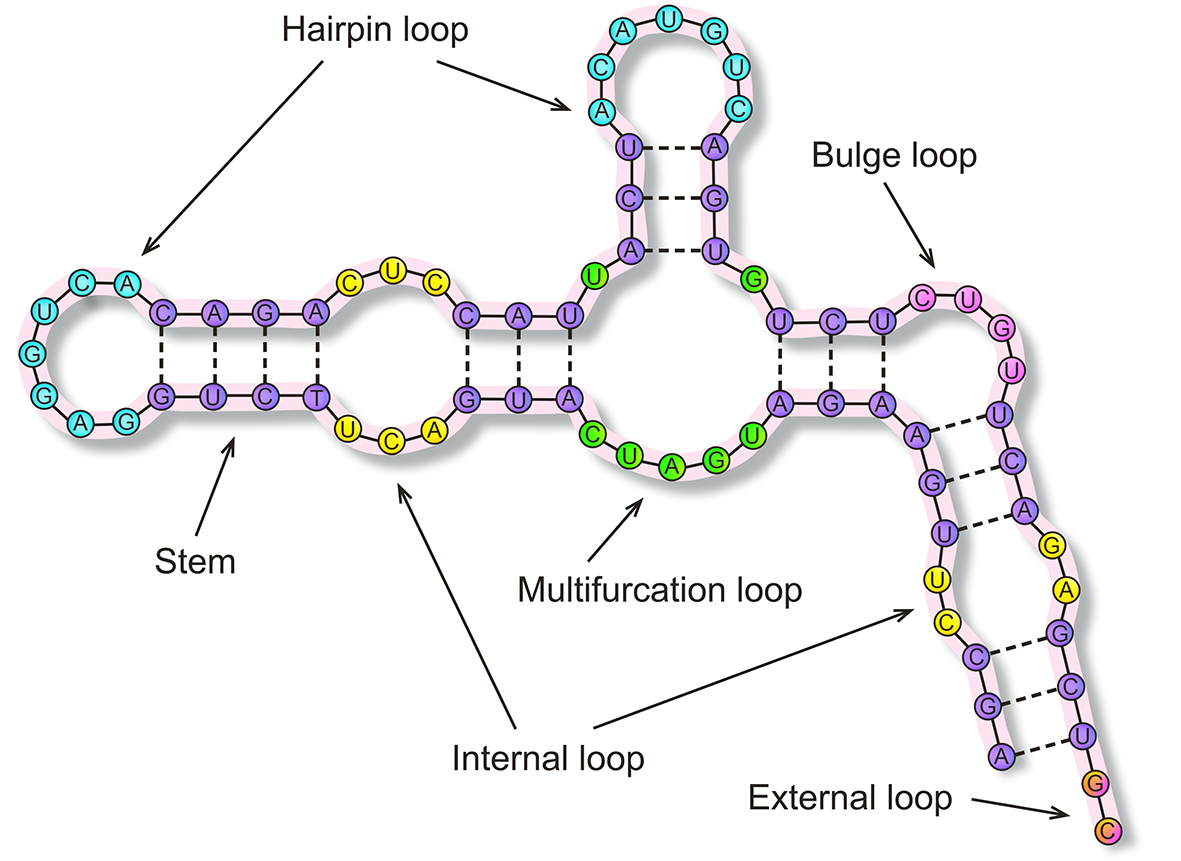 Hairpin loop
Bulge loop
Stem
Multifurcation loop
Internal loop
External loop
A G C C U U G A A G A U G A U C A U G A C U T C U G G A G G U C A C A G A C U C C A U U A C U A C A U G U C A G U G U C U C U G U U C A G A G C U G C